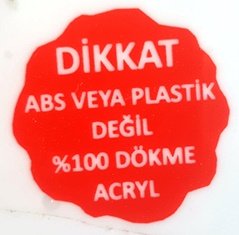 DİKKAT
ABS VEYA PLASTİK
DEĞİL
%100 DÖKME
ACRYL